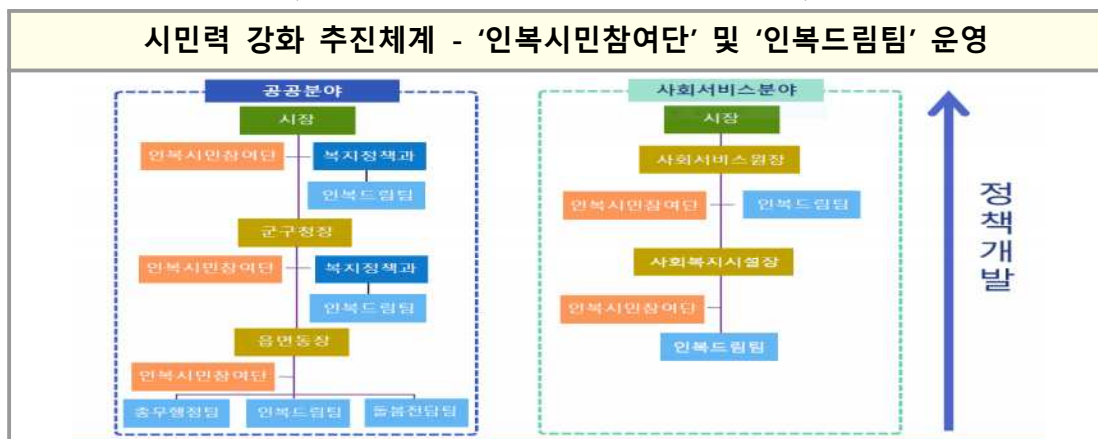 시민력 강화 추진체계 - ‘인복시민참여단’ 및 ‘인복드림팀’ 운영
공공분야
시장
인복시민참여단
복지정책과
인복드림팀
군구청장
인복시민참여단
복지정책과
인복드림팀
읍면동장
인복시민참여단
총무행정팀
인복드림팀
돌봄전담팀
사회서비스분야
시장
사회서비스원장
인복시민참여단
인복드림팀
사회복지시설장
인복시민참여단
인복드림팀
정책개발